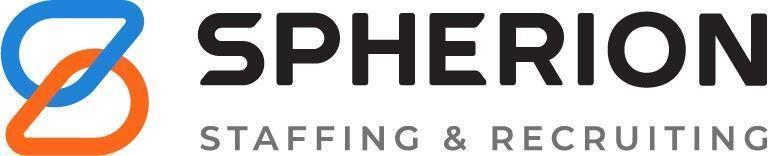 SPHERION
STAFFING & RECRUITING